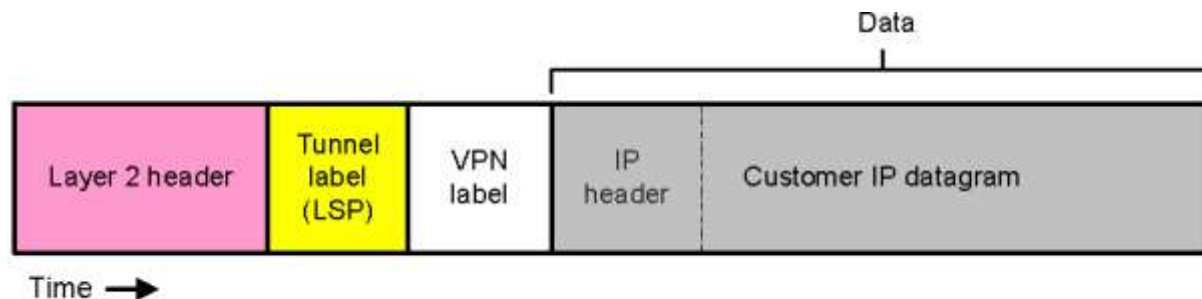 Data
Layer 2 header
Tunnel
label
(LSP)
VPN
label
IP
header
Customer IP datagram
Time